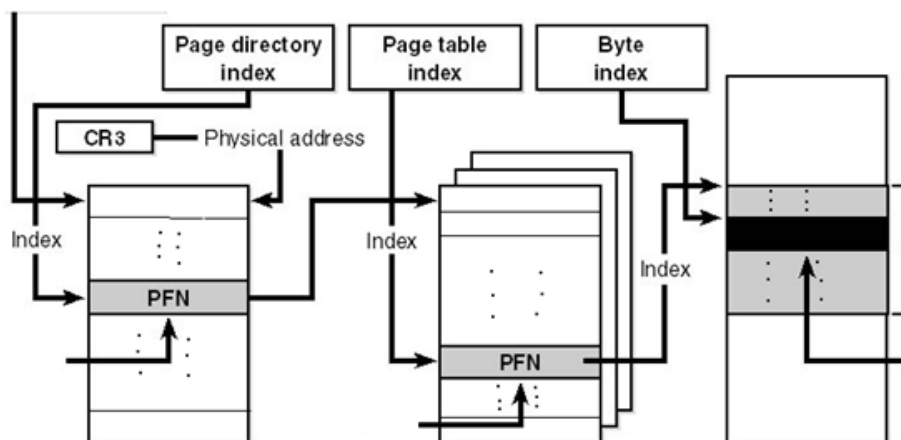 Page directory
index
Page table
index
Byte
index
CR3
Physical address
Index
Index
Index
PFN
PFN